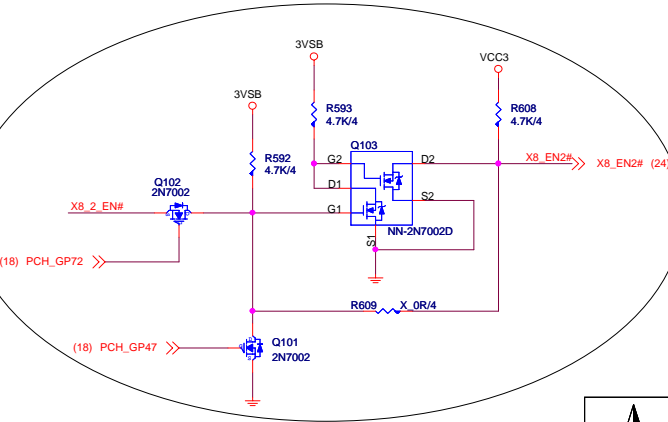 3VSB
VCC3
3VSB
R593
4.7K/4
R608
4.7K/4
Q103
R592
4.7K/4
G2
D2
X8_EN2#
X8_EN2# (24)
Q102
2N7002
D1
S2
X8_2_EN#
G1
S1
NN-2N7002D
(18) PCH_GP72
R609
X_0R/4
(18) PCH_GP47
Q101
2N7002